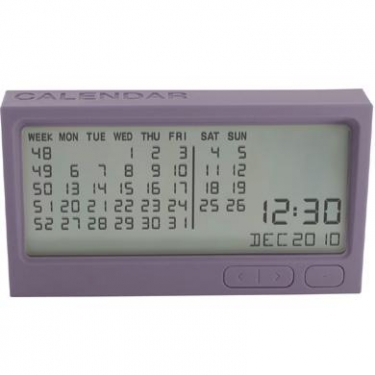 CALENDAR
WEEK MON TUE WED THU FRI SAT SUN
48 1 2 3 4 5
49 6 7 8 9 10 11 12
50 13 14 15 16 17 18 19
51 20 21 22 23 24 25 26
52 27 28 29 30 31
12:30
DEC 2010